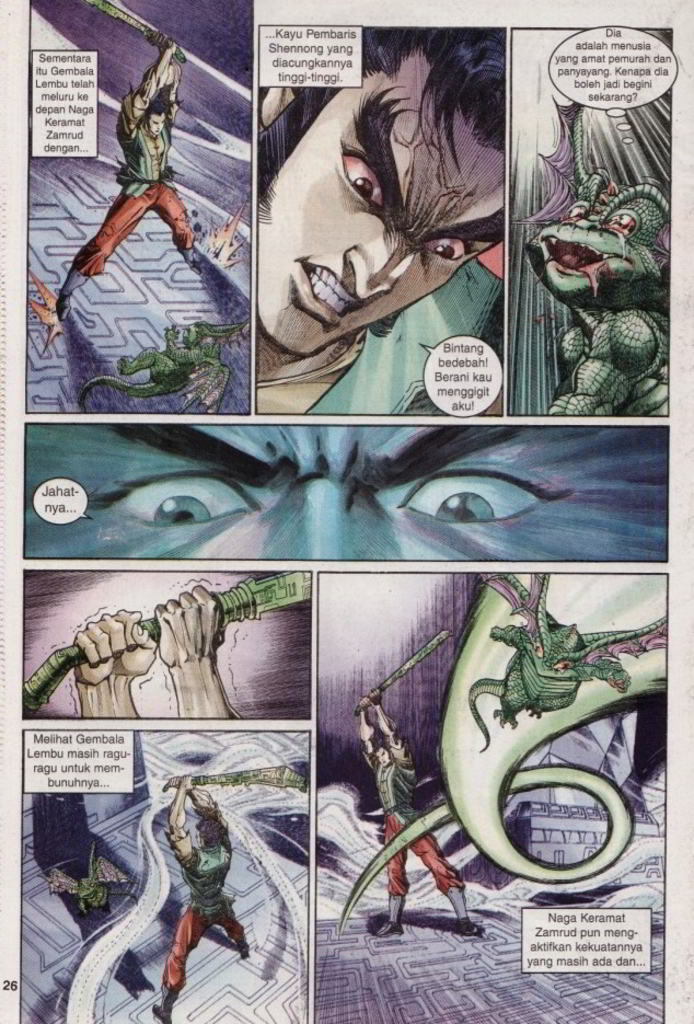 Sementara
itu Gembala
Lembu telah
meluru ke
depan Naga
Keramat
Zamrud
dengan...
...Kayu Pembaris
Shennong yang
diacungkannya
tinggi-tinggi.
Bintang
bedebah!
Berani kau
menggigit
aku!
Dia
adalah menusia
yang amat pemurah dan
panyayang. Kenapa dia
boleh jadi begini
sekarang?
Jahat-
nya...
Melihat Gembala
Lembu masih ragu-
ragu untuk mem-
bunuhnya...
Naga Keramat
Zamrud pun meng-
aktifkan kekuatannya
yang masih ada dan...
26